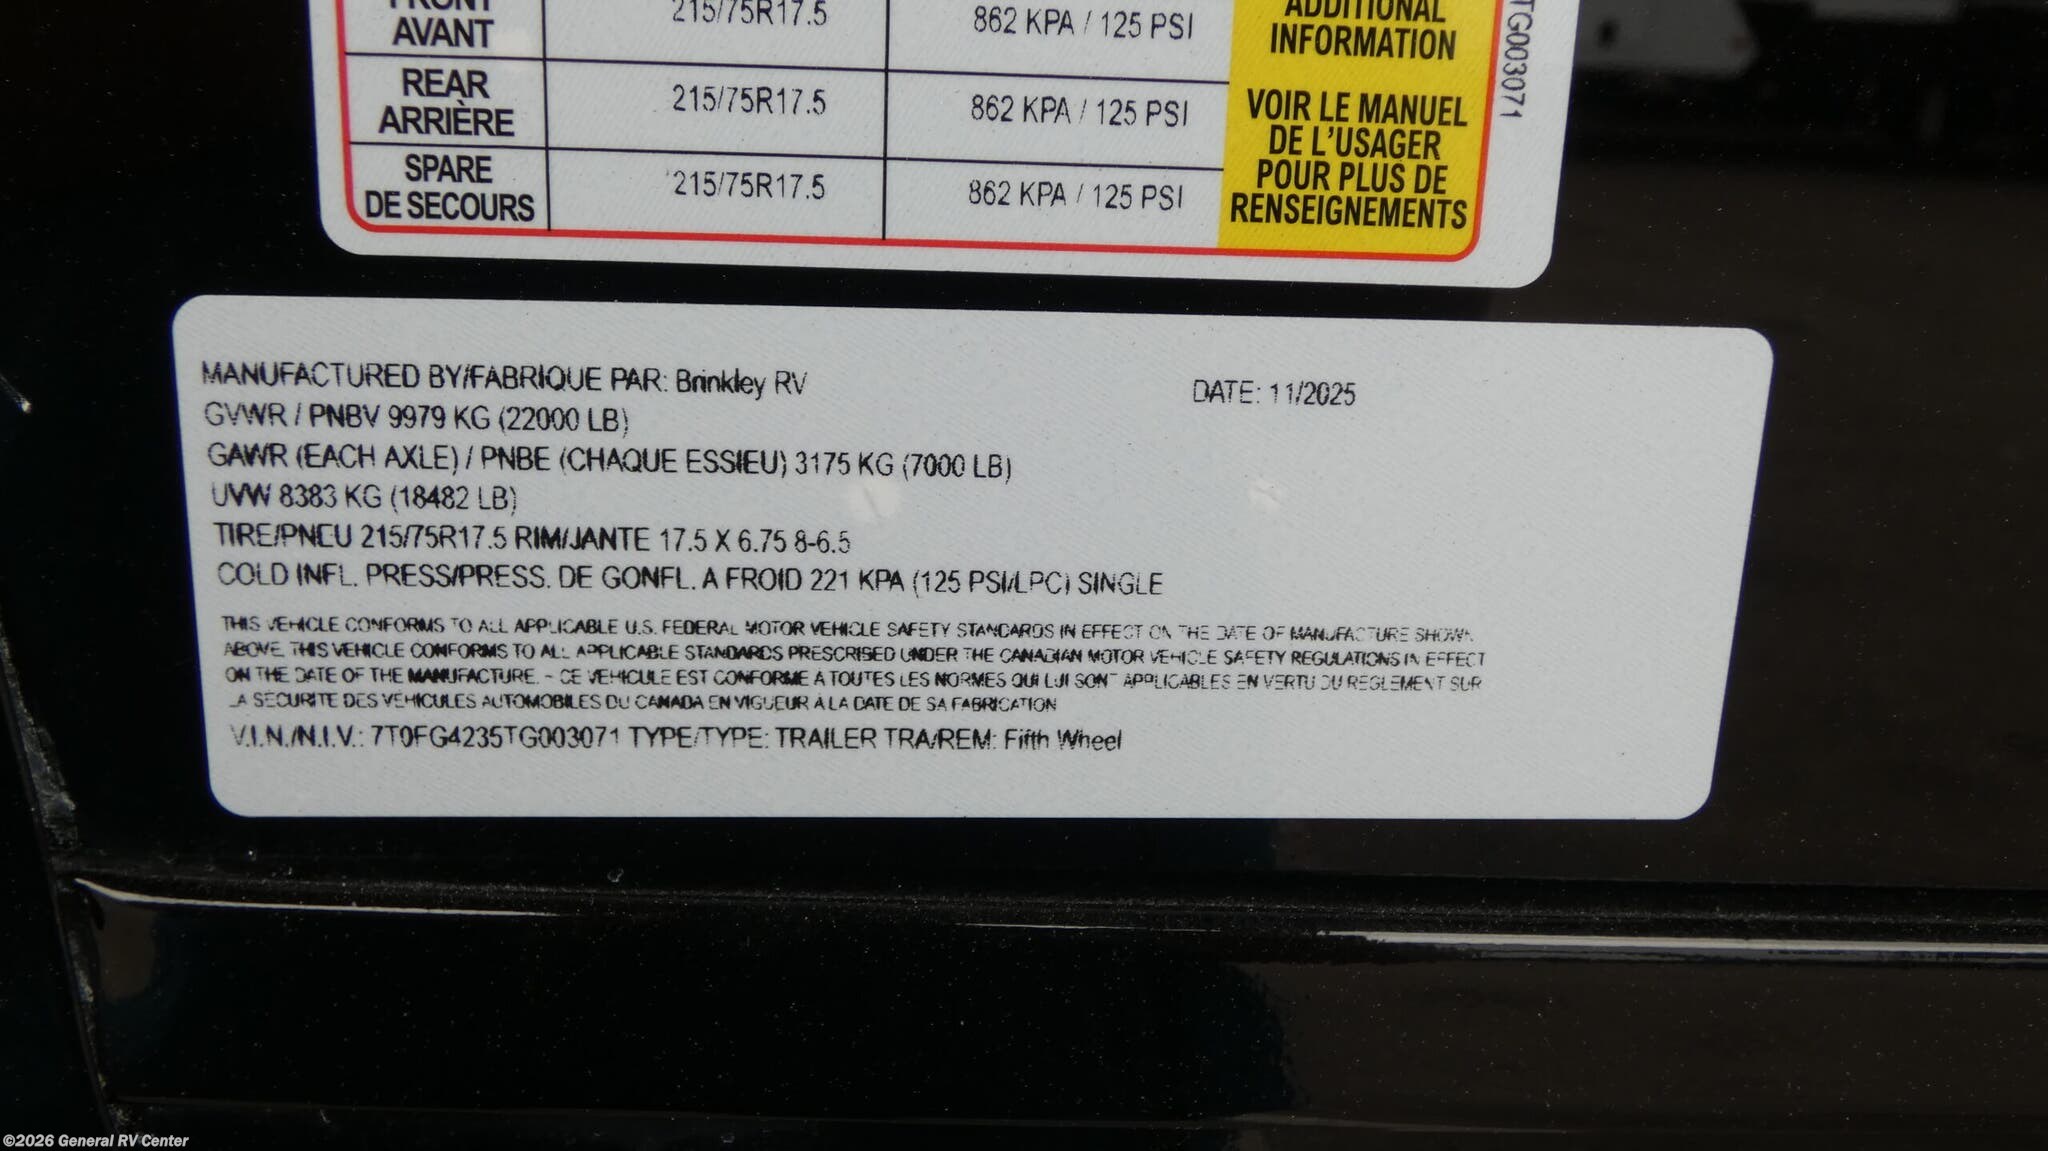 FRONT
AVANT 215/75R17.5 862 KPA / 125 PSI
REAR
ARRIÈRE 215/75R17.5 862 KPA / 125 PSI
SPARE
DE SECOURS 215/75R17.5 862 KPA / 125 PSI
ADDITIONAL
INFORMATION
VOIR LE MANUEL
DE L'USAGER
POUR PLUS DE
RENSEIGNEMENTS
TG003071
MANUFACTURED BY/FABRIQUE PAR: Brinkley RV DATE: 11/2025
GVWR / PNBV 9979 KG (22000 LB)
GAWR (EACH AXLE) / PNBE (CHAQUE ESSIEU) 3175 KG (7000 LB)
UVW 8383 KG (18482 LB)
TIRE/PNEU 215/75R17.5 RIM/JANTE 17.5 X 6.75 8-6.5
COLD INFL. PRESS/PRESS. DE GONFL. A FROID 221 KPA (125 PSI/LPC) SINGLE
THIS VEHICLE CONFORMS TO ALL APPLICABLE U.S. FEDERAL MOTOR VEHICLE SAFETY STANDARDS IN EFFECT ON THE DATE OF MANUFACTURE SHOWN
ABOVE. THIS VEHICLE CONFORMS TO ALL APPLICABLE STANDARDS PRESCRISED UNDER THE CANADIAN MOTOR VEHICLE SAFETY REGULATIONS IN EFFECT
ON THE DATE OF THE MANUFACTURE. - CE VEHICULE EST CONFORME A TOUTES LES NORMES QUI LUI SONT APPLICABLES EN VERTU DU REGLEMENT SUR
LA SECURITE DES VEHICULES AUTOMOBILES DU CANADA EN VIGUEUR A LA DATE DE SA FABRICATION
V.I.N./N.I.V.: 7T0FG4235TG003071 TYPE/TYPE: TRAILER TRA/REM: Fifth Wheel
©2026 General RV Center